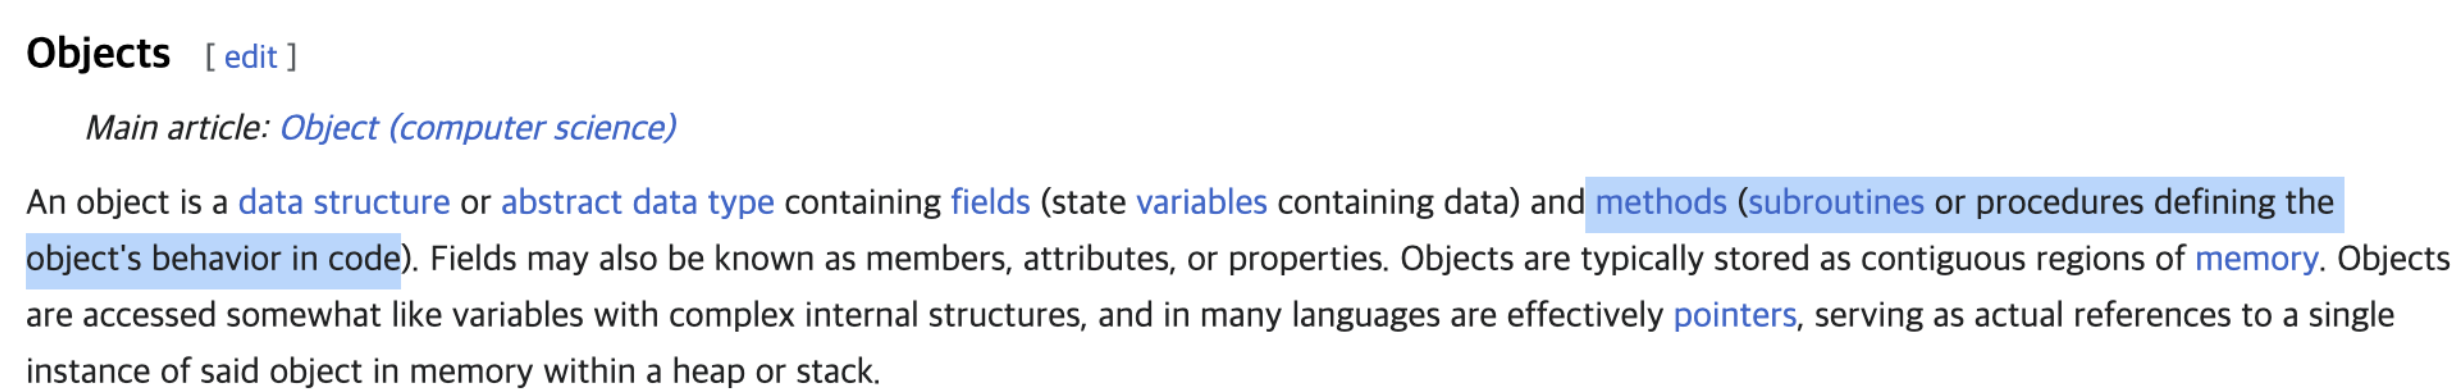 Objects [ edit ]
Main article: Object (computer science)
An object is a data structure or abstract data type containing fields (state variables containing data) and methods (subroutines or procedures defining the
object's behavior in code). Fields may also be known as members, attributes, or properties. Objects are typically stored as contiguous regions of memory. Objects
are accessed somewhat like variables with complex internal structures, and in many languages are effectively pointers, serving as actual references to a single
instance of said object in memory within a heap or stack.